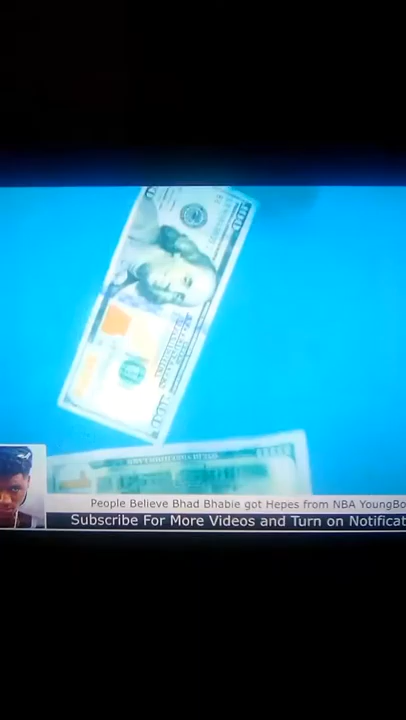 People Believe Bhad Bhabie got Hepes from NBA YoungBo
Subscribe For More Videos and Turn on Notificat